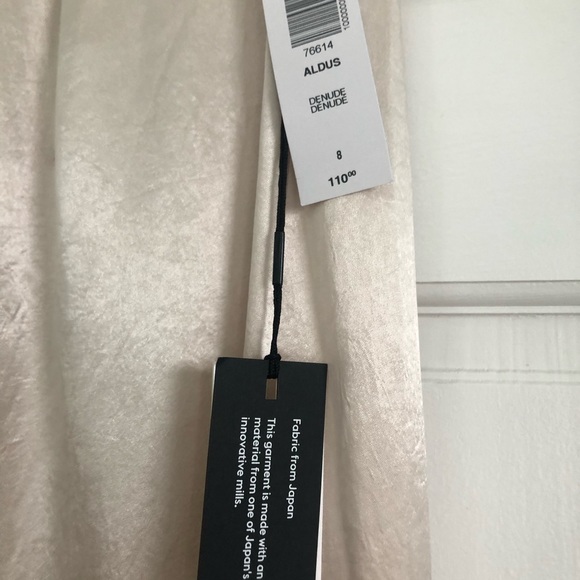 76614
ALDUS
DENUDE
DÉNUDÉ
8
110⁰⁰
Fabric from Japan
This garment is made with an
material from one of Japan's
innovative mills.